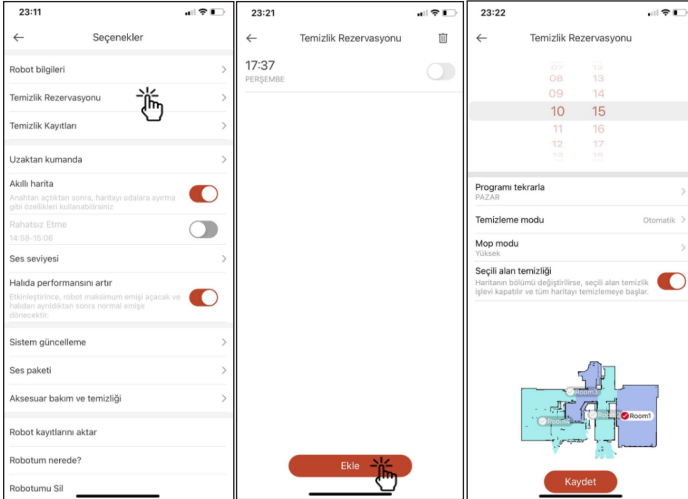 23:11
Seçenekler
Robot bilgileri
Temizlik Rezervasyonu
Temizlik Kayıtları
Uzaktan kumanda
Akıllı harita
Anahtarı açtıktan sonra, haritayı odalara ayırma
gibi özellikleri kullanabilirsiniz
Rahatsız Etme
14:56-15:06
Ses seviyesi
Halıda performansını artır
Etkinleştirince, robot maksimum emişi açacak ve
halıdan ayrıldıktan sonra normal emişe
dönecektir.
Sistem güncelleme
Ses paketi
Aksesuar bakım ve temizliği
Robot kayıtlarını aktar
Robotum nerede?
Robotumu Sil
23:21
Temizlik Rezervasyonu
17:37
PERŞEMBE
Ekle
23:22
Temizlik Rezervasyonu
08 13
09 14
10 15
11 16
12 17
Programı tekrarla
PAZAR
Temizleme modu Otomatik
Mop modu
Yüksek
Seçili alan temizliği
Haritanın bölümü değiştirilirse, seçili alan temizlik
işlevi kapatılır ve tüm haritayı temizlemeye başlar.
Room1
Kaydet